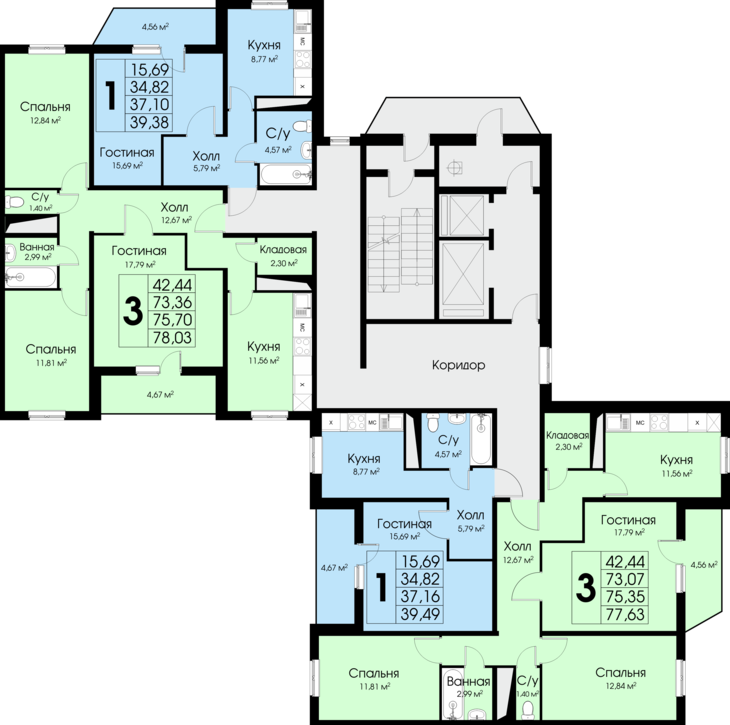 4,56 м²
Кухня
8,77 м²
МС
X
1
15,69
34,82
37,10
39,38
Гостиная
15,69 м²
Холл
5,79 м²
С/у
4,57 м²
Спальня
12,84 м²
С/у
1,40 м²
Холл
12,67 м²
Ванная
2,99 м²
Гостиная
17,79 м²
Кладовая
2,30 м²
3
42,44
73,36
75,70
78,03
Спальня
11,81 м²
Кухня
11,56 м²
МС
X
4,67 м²
Коридор
X
МС
Кухня
8,77 м²
С/у
4,57 м²
Кладовая
2,30 м²
МС
X
Кухня
11,56 м²
Гостиная
15,69 м²
Холл
5,79 м²
4,67 м²
1
15,69
34,82
37,16
39,49
Холл
12,67 м²
Гостиная
17,79 м²
3
42,44
73,07
75,35
77,63
4,56 м²
Спальня
11,81 м²
Ванная
2,99 м²
С/у
1,40 м²
Спальня
12,84 м²